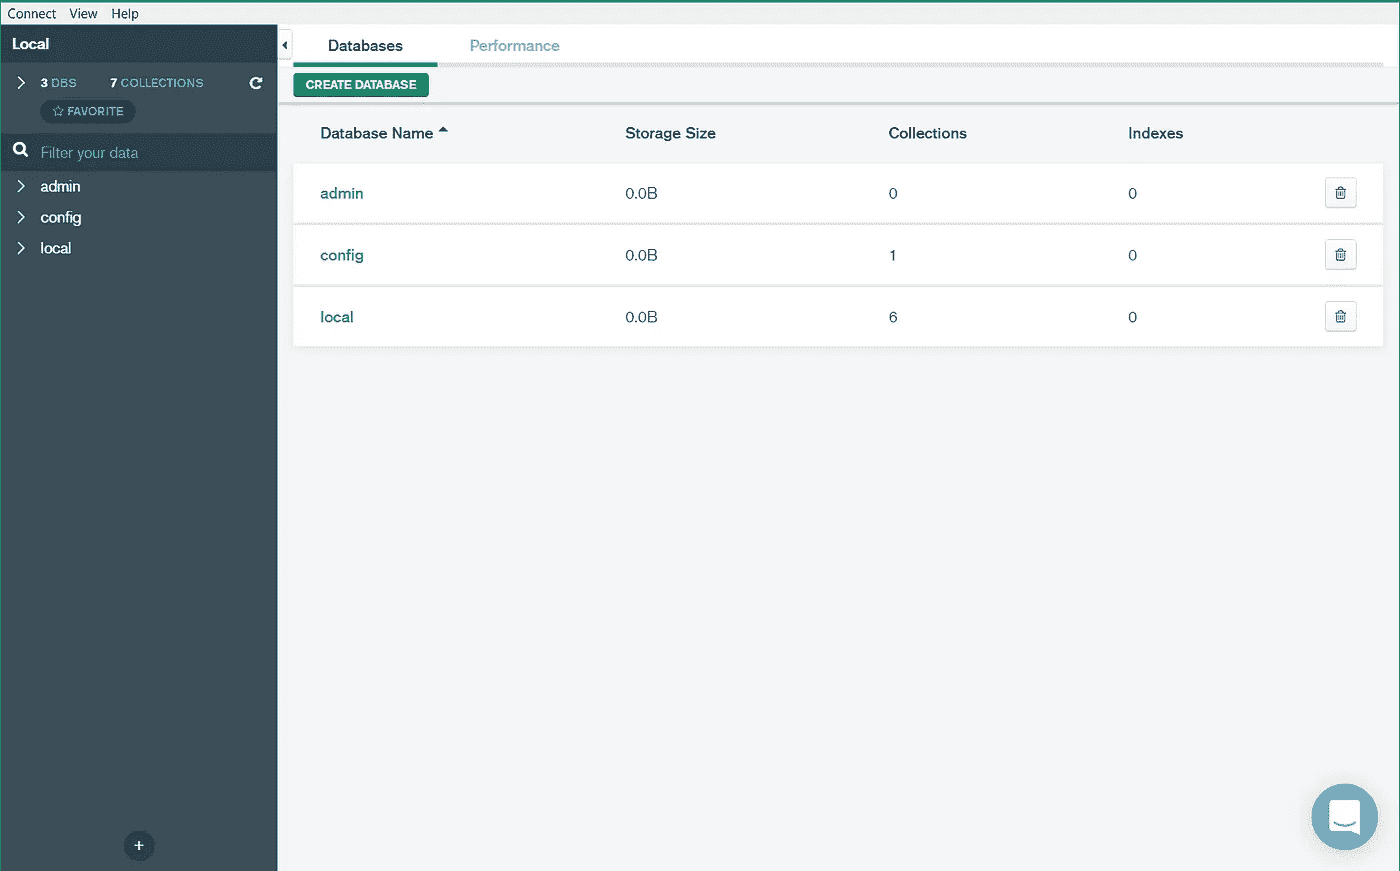 Connect View Help
Local
3 DBS 7 COLLECTIONS
FAVORITE
Filter your data
admin
config
local
Databases Performance
CREATE DATABASE
Database Name Storage Size Collections Indexes
admin 0.0B 0 0
config 0.0B 1 0
local 0.0B 6 0